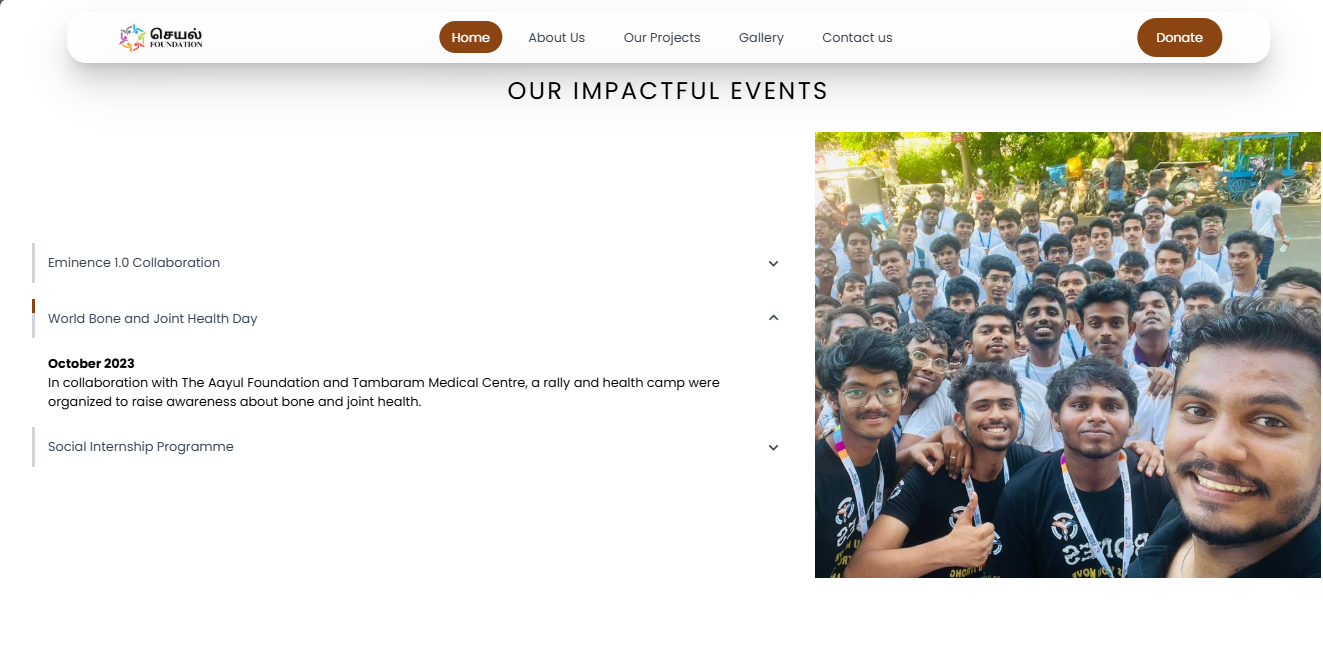 செயல்
FOUNDATION
Home
About Us
Our Projects
Gallery
Contact us
Donate
OUR IMPACTFUL EVENTS
Eminence 1.0 Collaboration
World Bone and Joint Health Day
October 2023
In collaboration with The Aayul Foundation and Tambaram Medical Centre, a rally and health camp were
organized to raise awareness about bone and joint health.
Social Internship Programme
BONES